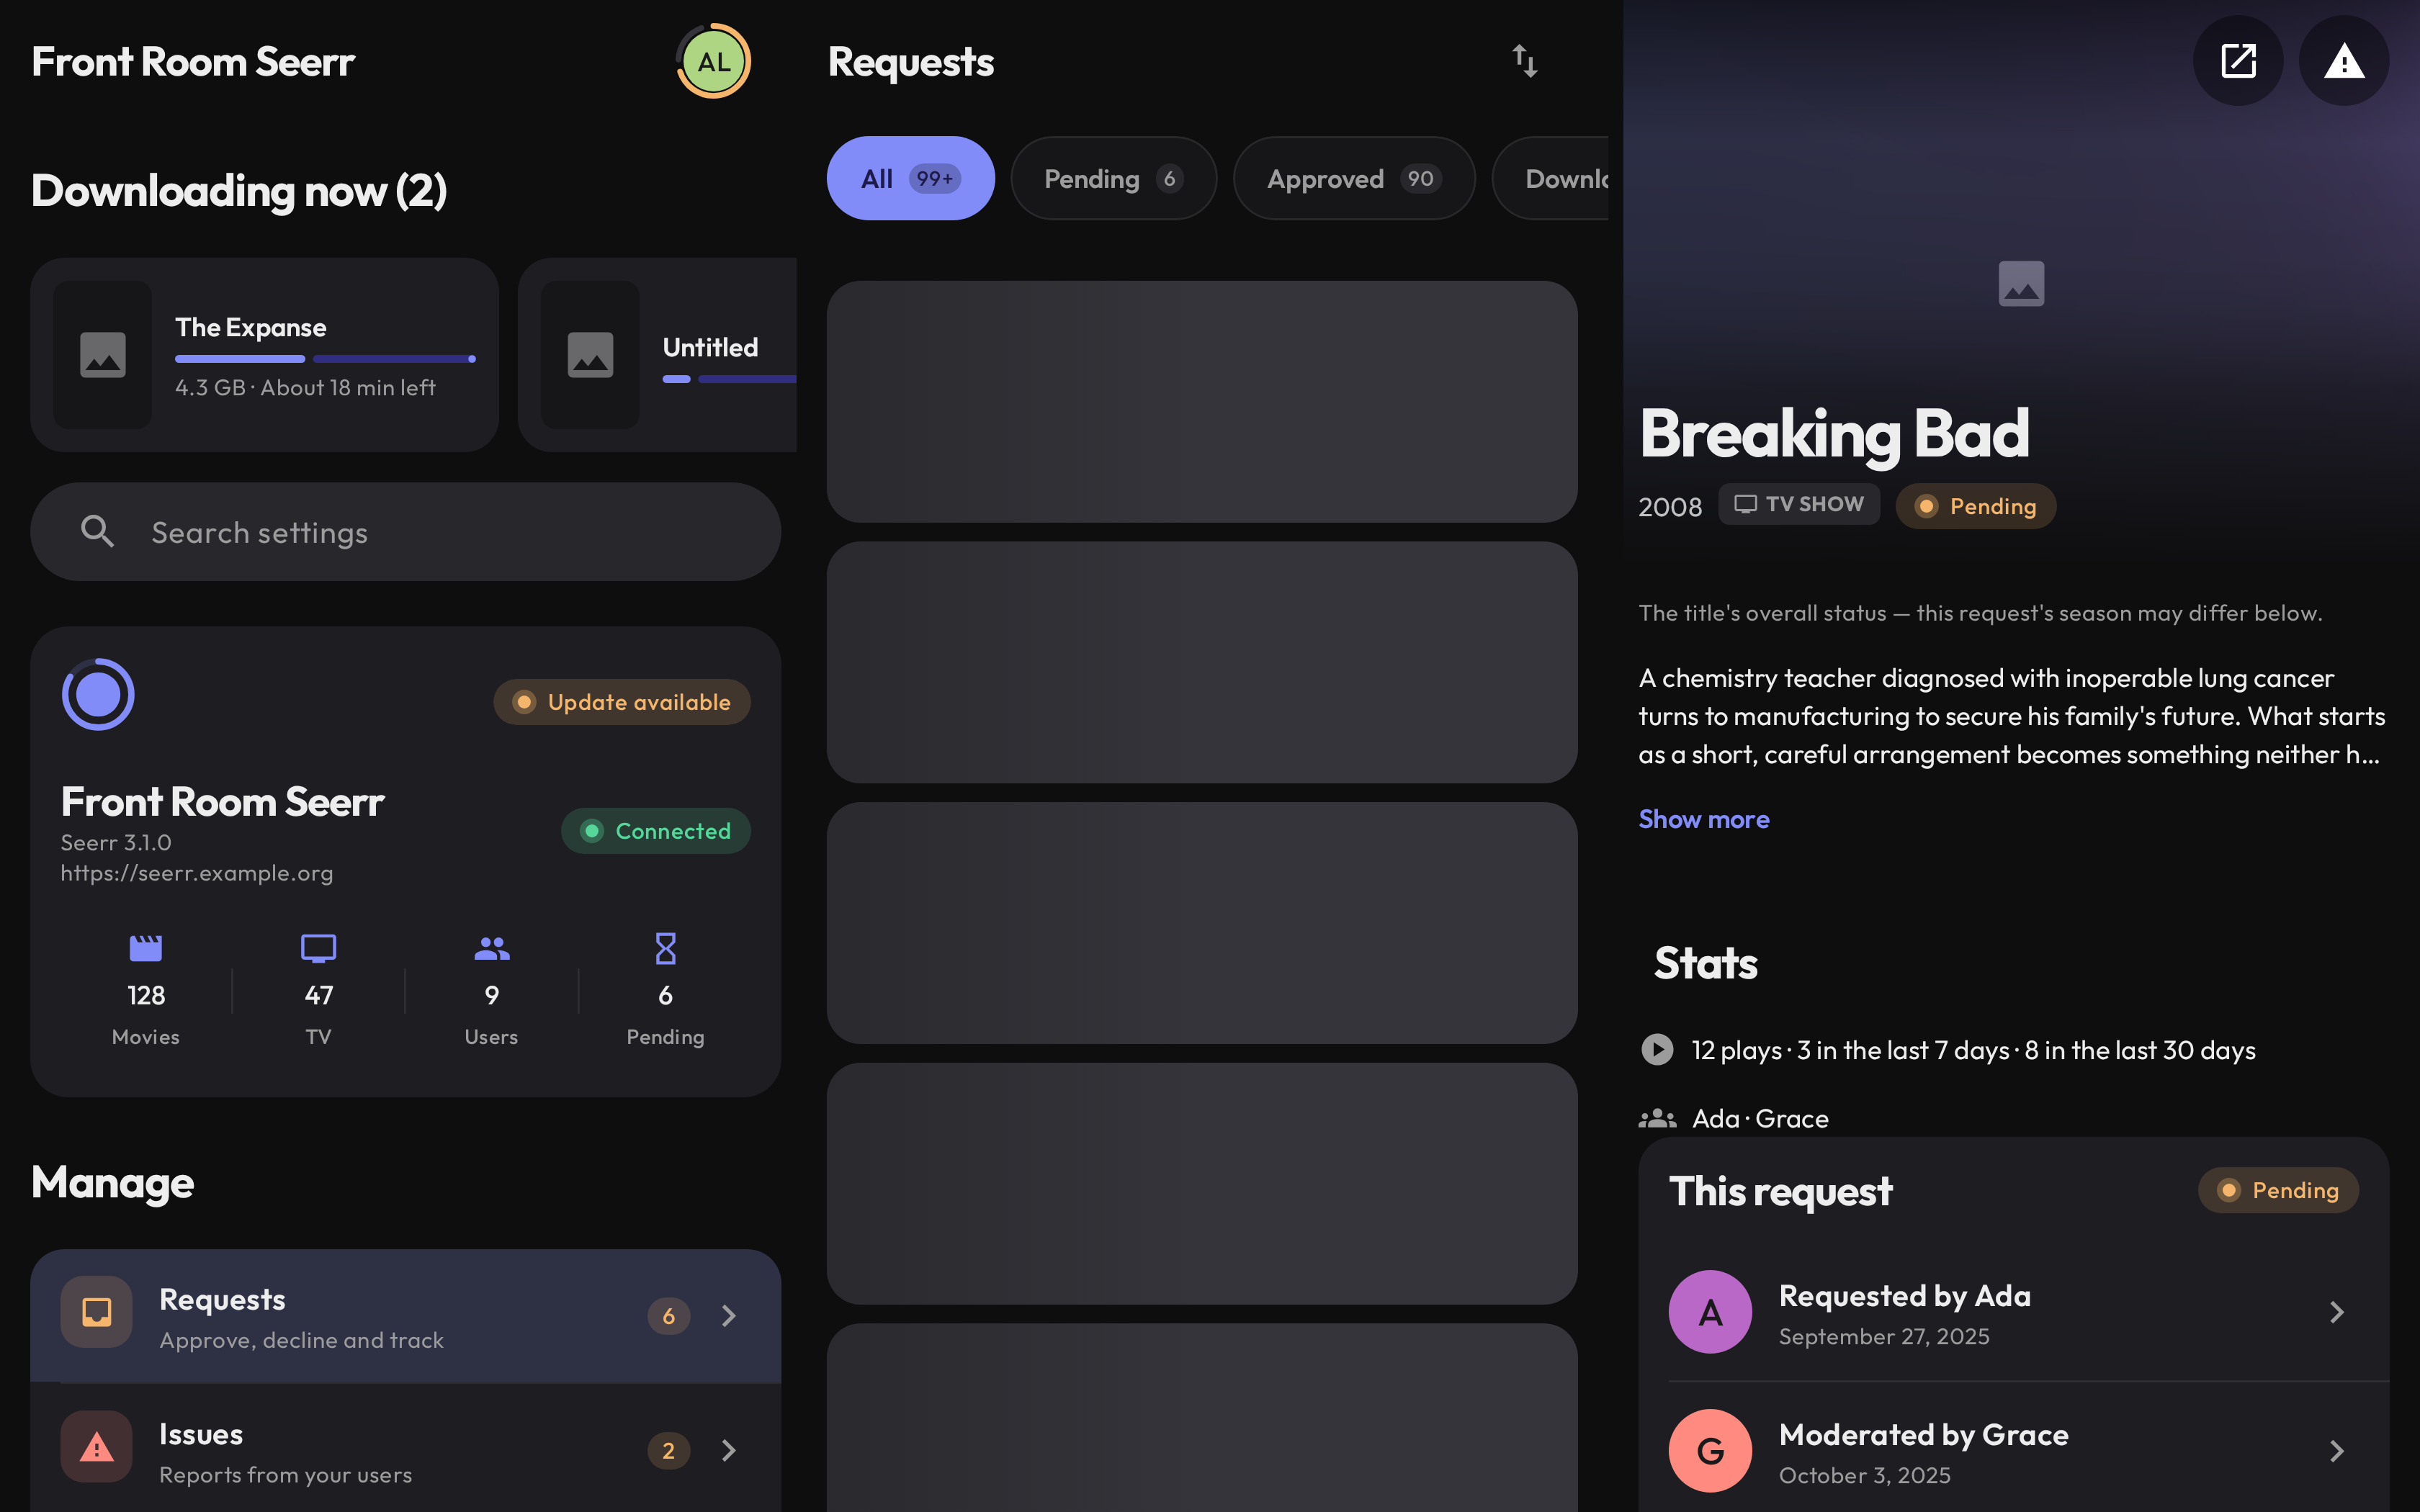 Front Room Seerr
AL
Downloading now (2)
The Expanse
4.3 GB · About 18 min left
Untitled
Search settings
Update available
Front Room Seerr
Seerr 3.1.0
https://seerr.example.org
Connected
128
Movies
47
TV
9
Users
6
Pending
Manage
Requests
Approve, decline and track
6
Issues
Reports from your users
2
Requests
All 99+
Pending 6
Approved 90
Downlo
Breaking Bad
2008
TV SHOW
Pending
The title's overall status — this request's season may differ below.
A chemistry teacher diagnosed with inoperable lung cancer
turns to manufacturing to secure his family's future. What starts
as a short, careful arrangement becomes something neither h...
Show more
Stats
12 plays · 3 in the last 7 days · 8 in the last 30 days
Ada · Grace
This request
Pending
A
Requested by Ada
September 27, 2025
G
Moderated by Grace
October 3, 2025